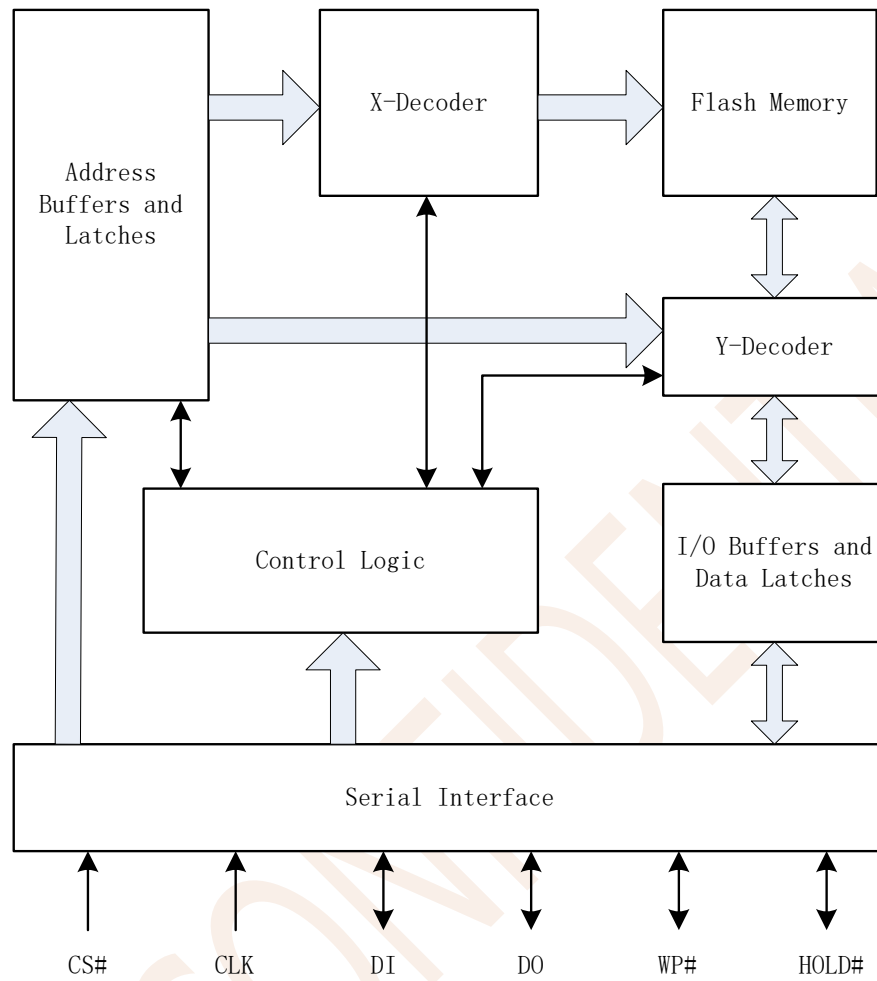 X-Decoder
Flash Memory
Address
Buffers and
Latches
Y-Decoder
Control Logic
I/O Buffers and
Data Latches
Serial Interface
CS#
CLK
DI
DO
WP#
HOLD#
CONFIDENTIA